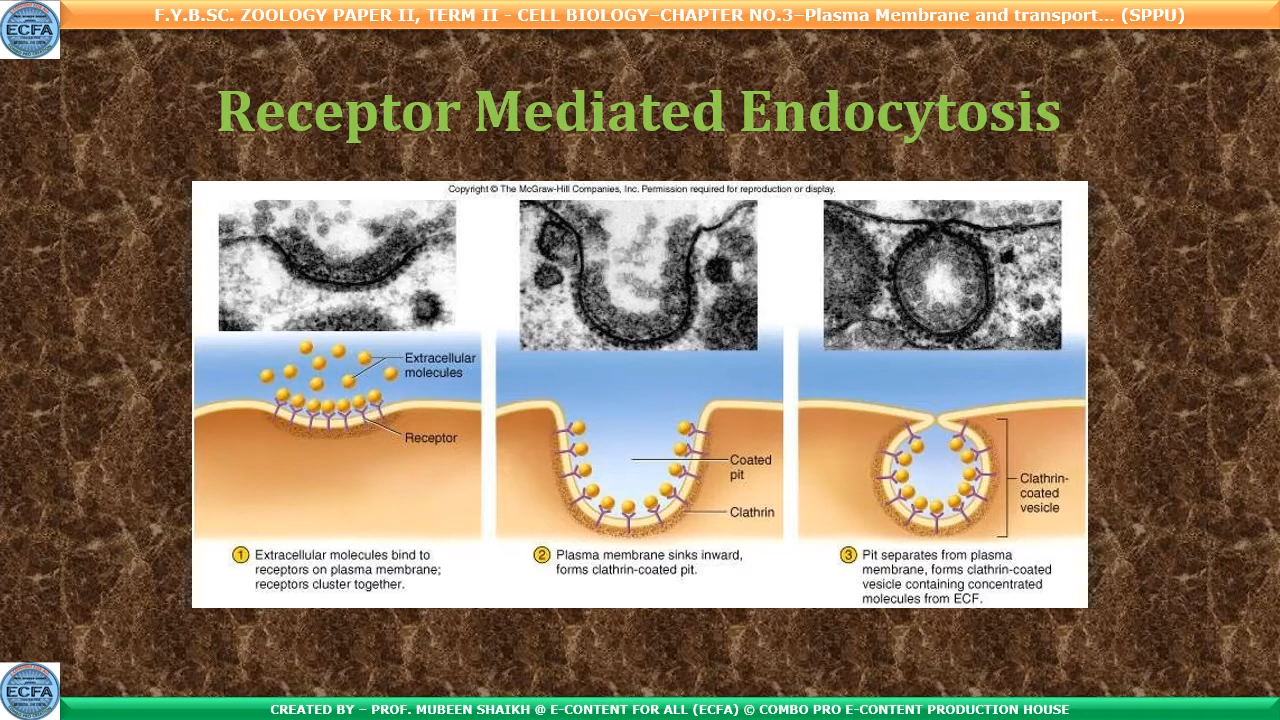 F.Y.B.SC. ZOOLOGY PAPER II, TERM II - CELL BIOLOGY–CHAPTER NO.3–Plasma Membrane and transport... (SPPU)
ECFA
Receptor Mediated Endocytosis
Copyright © The McGraw-Hill Companies, Inc. Permission required for reproduction or display.
Extracellular
molecules
Receptor
Coated
pit
Clathrin
Clathrin-
coated
vesicle
1 Extracellular molecules bind to
receptors on plasma membrane;
receptors cluster together.
2 Plasma membrane sinks inward,
forms clathrin-coated pit.
3 Pit separates from plasma
membrane, forms clathrin-coated
vesicle containing concentrated
molecules from ECF.
ECFA
CREATED BY – PROF. MUBEEN SHAIKH @ E-CONTENT FOR ALL (ECFA) © COMBO PRO E-CONTENT PRODUCTION HOUSE